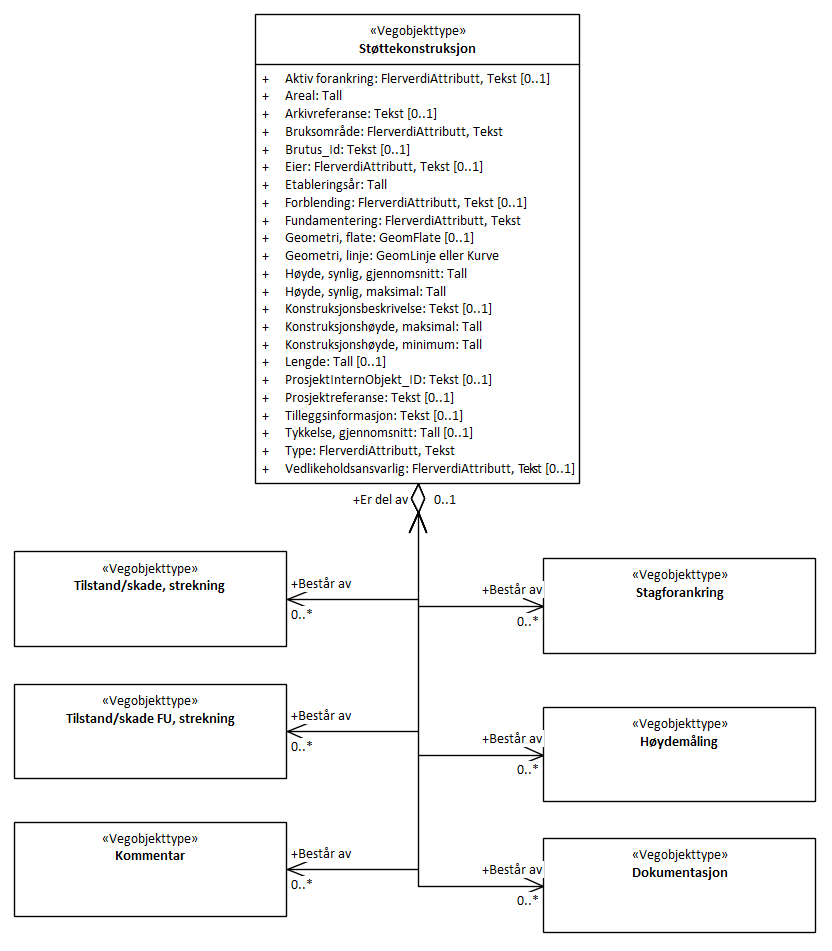 «Vegobjekttype»
Støttekonstruksjon
+ Aktiv forankring: FlerverdiAttributt, Tekst [0..1]
+ Areal: Tall
+ Arkivreferanse: Tekst [0..1]
+ Bruksområde: FlerverdiAttributt, Tekst
+ Brutus_Id: Tekst [0..1]
+ Eier: FlerverdiAttributt, Tekst [0..1]
+ Etableringsår: Tall
+ Forblending: FlerverdiAttributt, Tekst [0..1]
+ Fundamentering: FlerverdiAttributt, Tekst
+ Geometri, flate: GeomFlate [0..1]
+ Geometri, linje: GeomLinje eller Kurve
+ Høyde, synlig, gjennomsnitt: Tall
+ Høyde, synlig, maksimal: Tall
+ Konstruksjonsbeskrivelse: Tekst [0..1]
+ Konstruksjonshøyde, maksimal: Tall
+ Konstruksjonshøyde, minimum: Tall
+ Lengde: Tall [0..1]
+ ProsjektInternObjekt_ID: Tekst [0..1]
+ Prosjektreferanse: Tekst [0..1]
+ Tilleggsinformasjon: Tekst [0..1]
+ Tykkelse, gjennomsnitt: Tall [0..1]
+ Type: FlerverdiAttributt, Tekst
+ Vedlikeholdsansvarlig: FlerverdiAttributt, Tekst [0..1]
+Er del av 0..1
«Vegobjekttype»
Tilstand/skade, strekning
+Består av
0..*
«Vegobjekttype»
Stagforankring
+Består av
0..*
«Vegobjekttype»
Tilstand/skade FU, strekning
+Består av
0..*
«Vegobjekttype»
Høydemåling
+Består av
0..*
«Vegobjekttype»
Kommentar
+Består av
0..*
«Vegobjekttype»
Dokumentasjon
+Består av
0..*